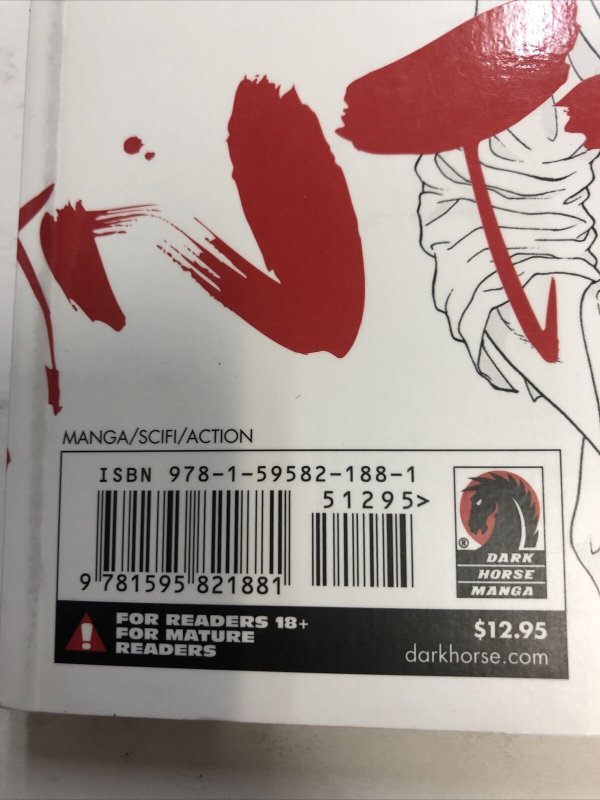 MANGA/SCIFI/ACTION
ISBN 978-1-59582-188-1
51295>
9 781595 821881
®
DARK
HORSE
MANGA
!
FOR READERS 18+
FOR MATURE
READERS
$12.95
darkhorse.com